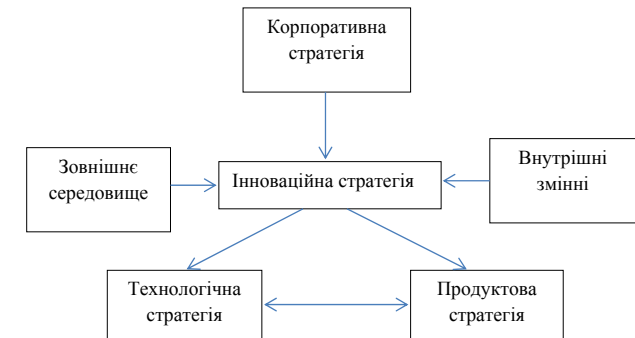 Корпоративна
стратегія
Зовнішнє
середовище
Інноваційна стратегія
Внутрішні
змінні
Технологічна
стратегія
Продуктова
стратегія